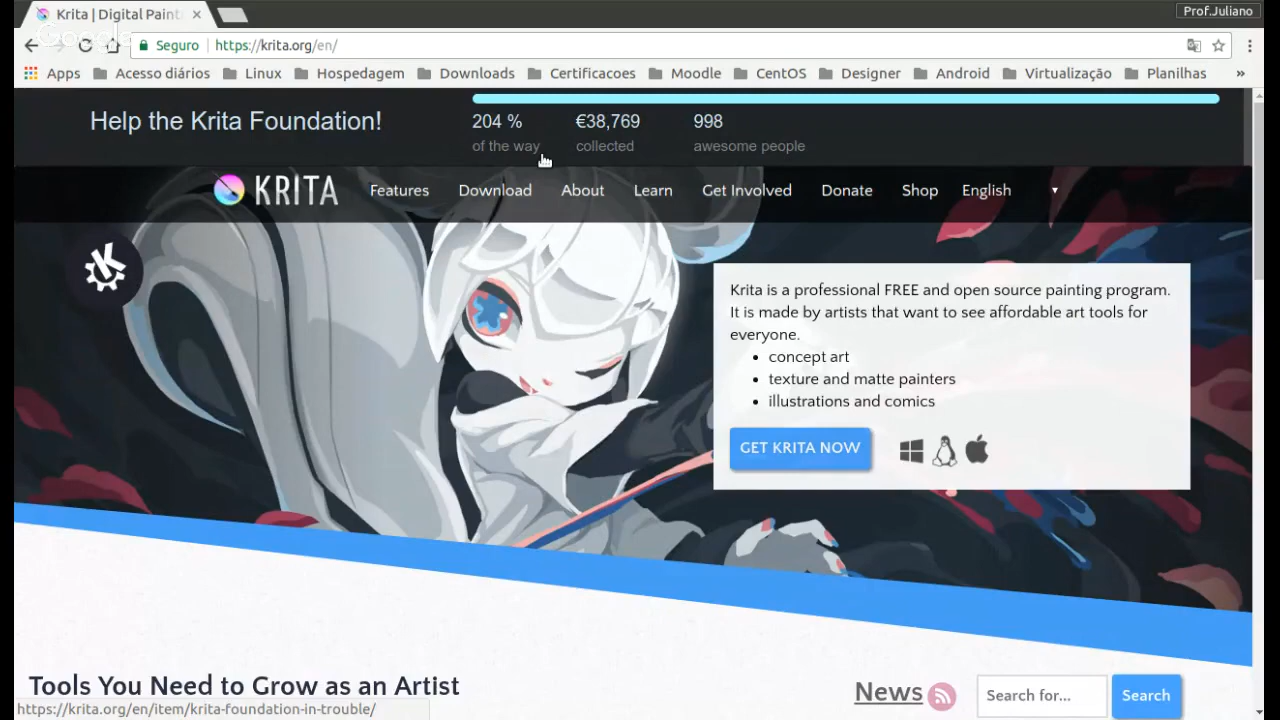 Krita | Digital Paint
Prof.Juliano
Google
Seguro
https://krita.org/en/
Apps
Acesso diários
Linux
Hospedagem
Downloads
Certificacoes
Moodle
CentOS
Designer
Android
Virtualização
Planilhas
»
Help the Krita Foundation!
204 %
€38,769
998
of the way
collected
awesome people
KRITA
Features
Download
About
Learn
Get Involved
Donate
Shop
English
Krita is a professional FREE and open source painting program.
It is made by artists that want to see affordable art tools for
everyone.
• concept art
• texture and matte painters
• illustrations and comics
GET KRITA NOW
Tools You Need to Grow as an Artist
News
Search for...
Search
https://krita.org/en/item/krita-foundation-in-trouble/